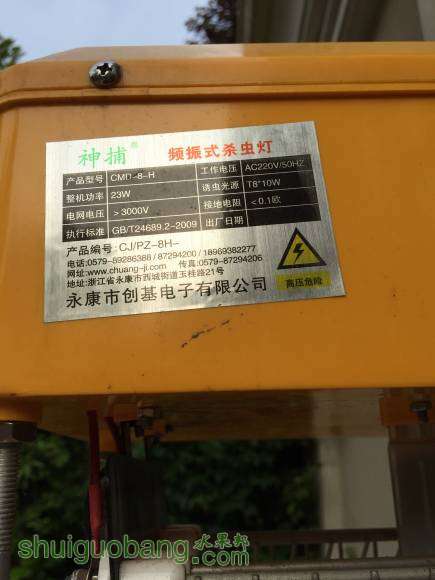 神捕 频振式杀虫灯
产品型号 CMD-8-H 工作电压 AC220V/50HZ
整机功率 23W 诱虫光源 T8*10W
电网电压 >3000V 接地电阻 <0.1欧
执行标准 GB/T24689.2-2009 出厂日期
产品编号: CJ/PZ-8H-
电话:0579-89286388 / 87294200 / 18969382277
网址:www.chuang-ji.com 传真:0579-87294206
地址:浙江省永康市西城街道玉桂路21号
永康市创基电子有限公司
高压危险
水果邦
shuiguobang.com